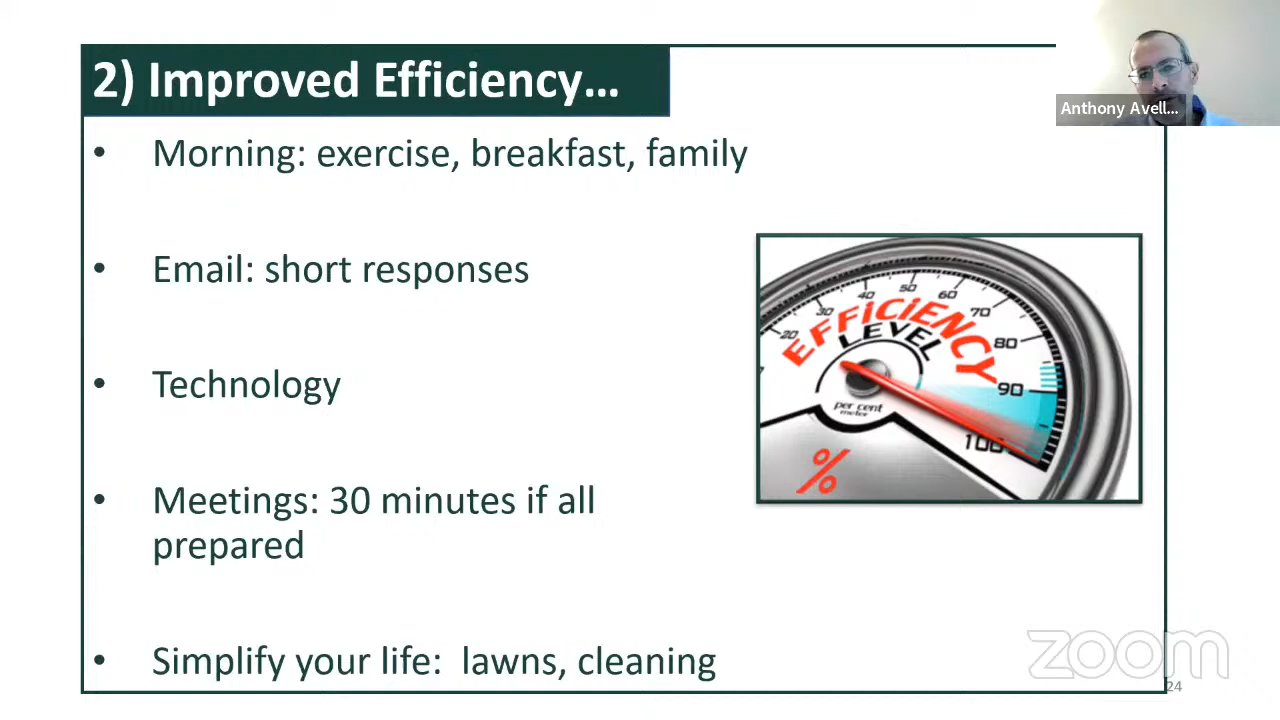 2) Improved Efficiency…
Anthony Avell...
• Morning: exercise, breakfast, family
• Email: short responses
• Technology
• Meetings: 30 minutes if all
prepared
• Simplify your life: lawns, cleaning
20 30 40 50 60 70 80 90 100
EFFiCiENCY
LEVEL
per cent
meter
%
zoom
24